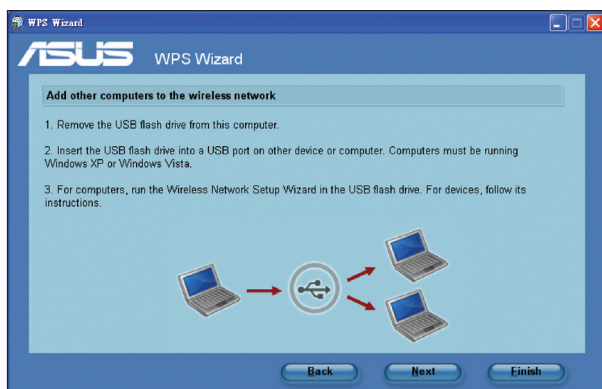 WPS Wizard
ASUS WPS Wizard
Add other computers to the wireless network
1. Remove the USB flash drive from this computer.
2. Insert the USB flash drive into a USB port on other device or computer. Computers must be running
Windows XP or Windows Vista.
3. For computers, run the Wireless Network Setup Wizard in the USB flash drive. For devices, follow its
instructions.
Back Next Finish